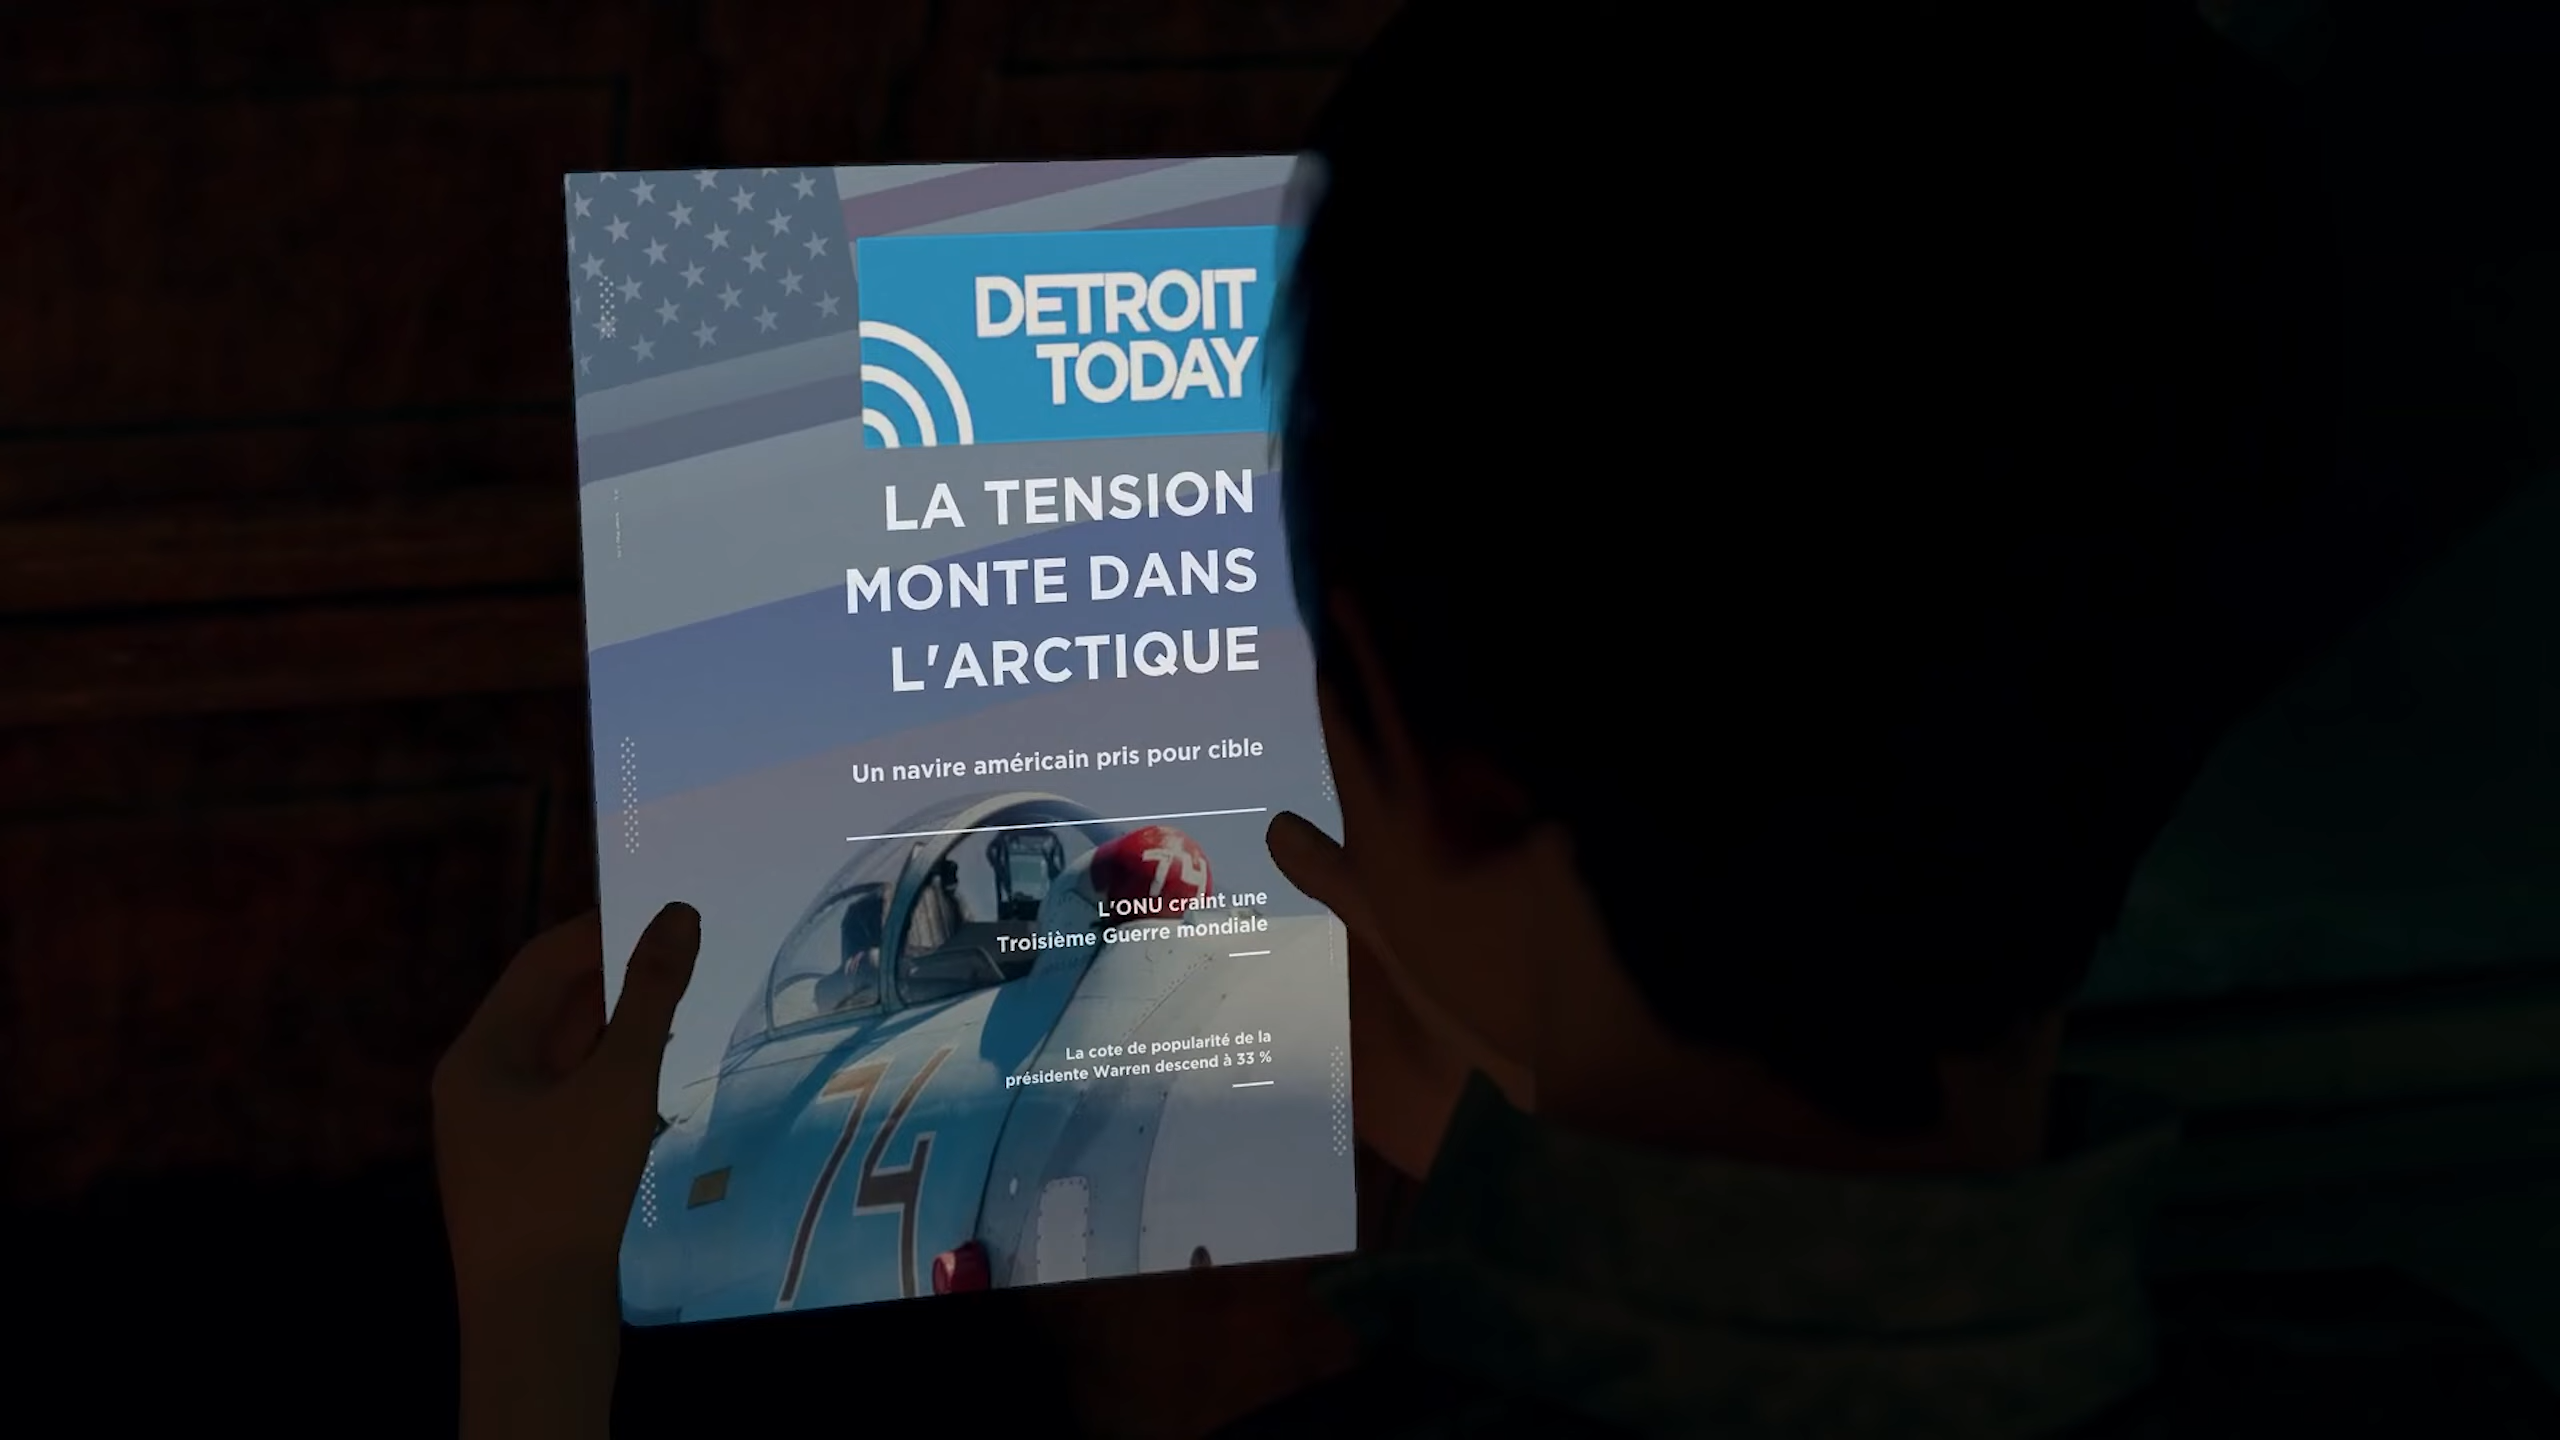 DETROIT
TODAY
LA TENSION
MONTE DANS
L'ARCTIQUE
Un navire américain pris pour cible
74
L'ONU craint une
Troisième Guerre mondiale
La cote de popularité de la
présidente Warren descend à 33 %
74